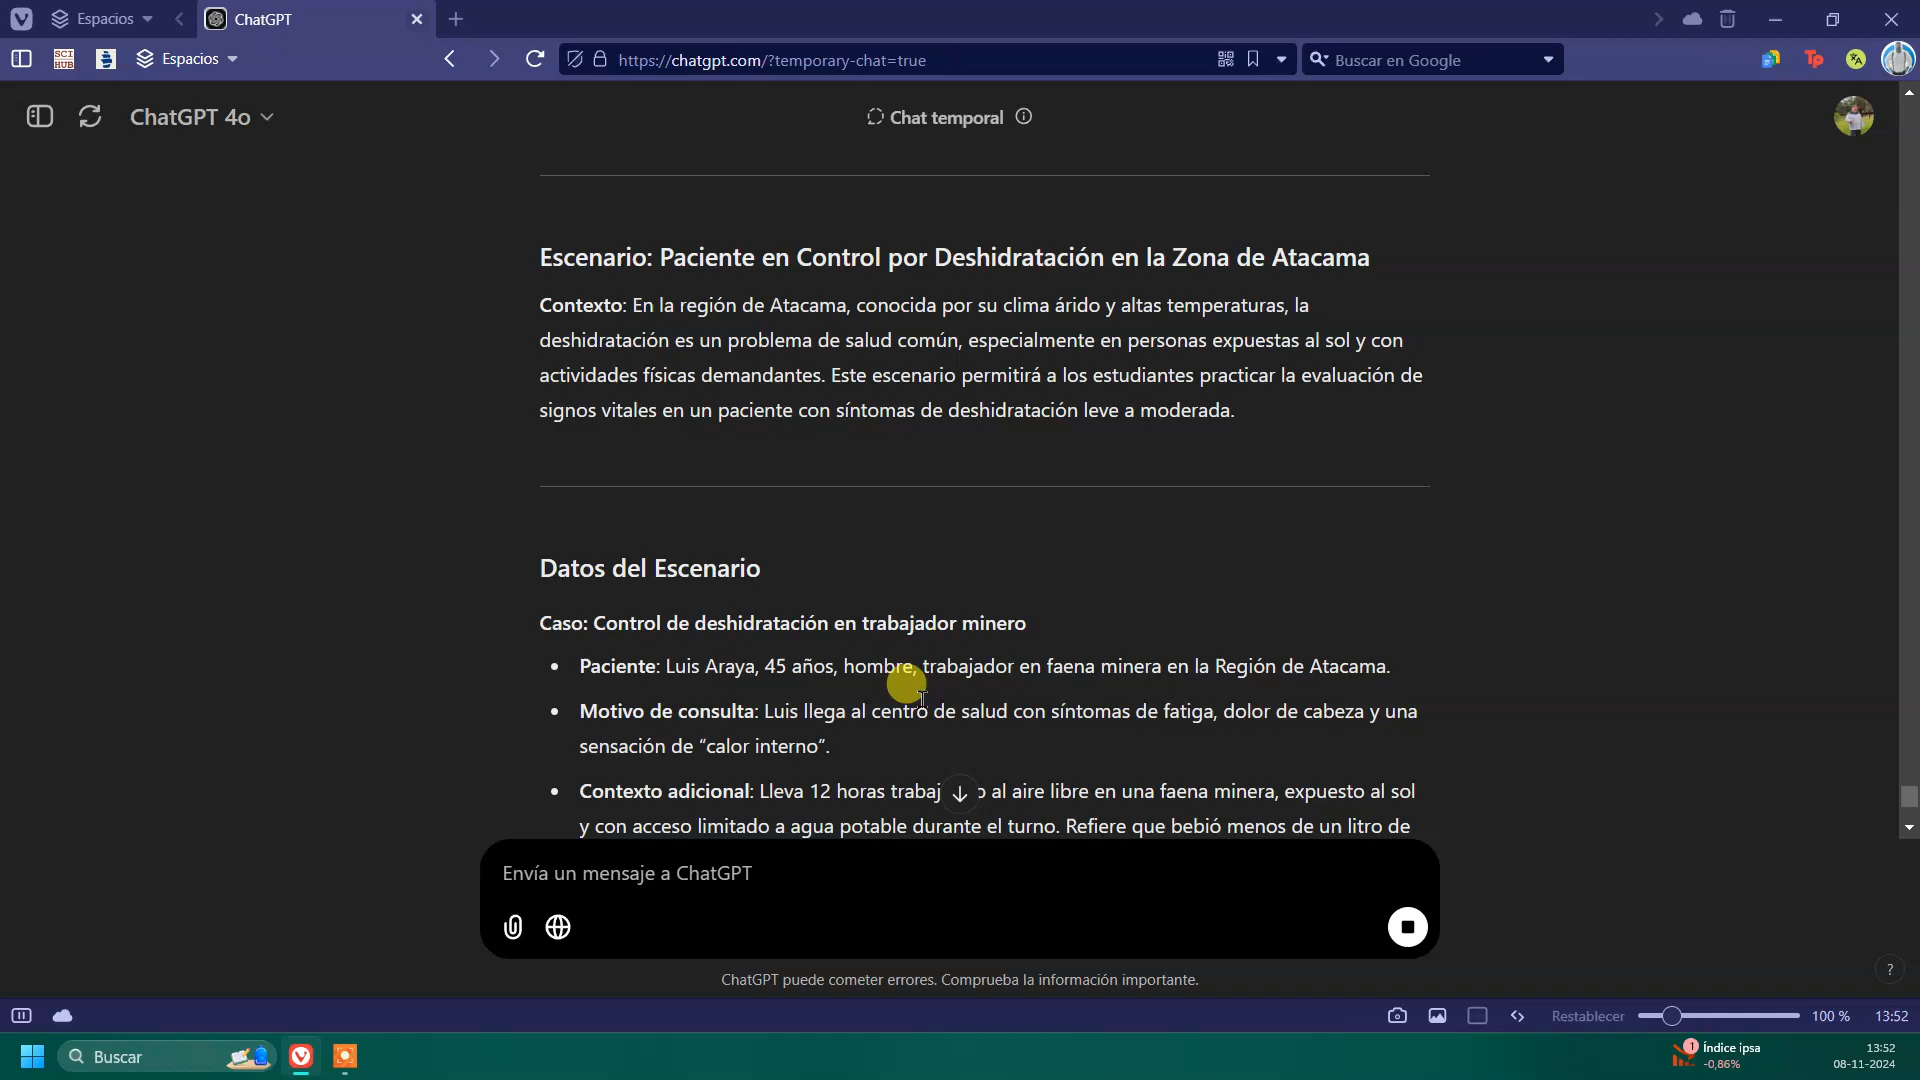 Espacios
ChatGPT
SCI HUB
Espacios
https://chatgpt.com/?temporary-chat=true
Buscar en Google
Tp
ChatGPT 4o
Chat temporal
Escenario: Paciente en Control por Deshidratación en la Zona de Atacama
Contexto: En la región de Atacama, conocida por su clima árido y altas temperaturas, la
deshidratación es un problema de salud común, especialmente en personas expuestas al sol y con
actividades físicas demandantes. Este escenario permitirá a los estudiantes practicar la evaluación de
signos vitales en un paciente con síntomas de deshidratación leve a moderada.
Datos del Escenario
Caso: Control de deshidratación en trabajador minero
• Paciente: Luis Araya, 45 años, hombre, trabajador en faena minera en la Región de Atacama.
• Motivo de consulta: Luis llega al centro de salud con síntomas de fatiga, dolor de cabeza y una
sensación de “calor interno”.
• Contexto adicional: Lleva 12 horas al aire libre en una faena minera, expuesto al sol
y con acceso limitado a agua potable durante el turno. Refiere que bebió menos de un litro de
Envía un mensaje a ChatGPT
ChatGPT puede cometer errores. Comprueba la información importante.
?
Restablecer
100 %
13:52
Buscar
1
Índice ipsa
-0,86%
13:52
08-11-2024